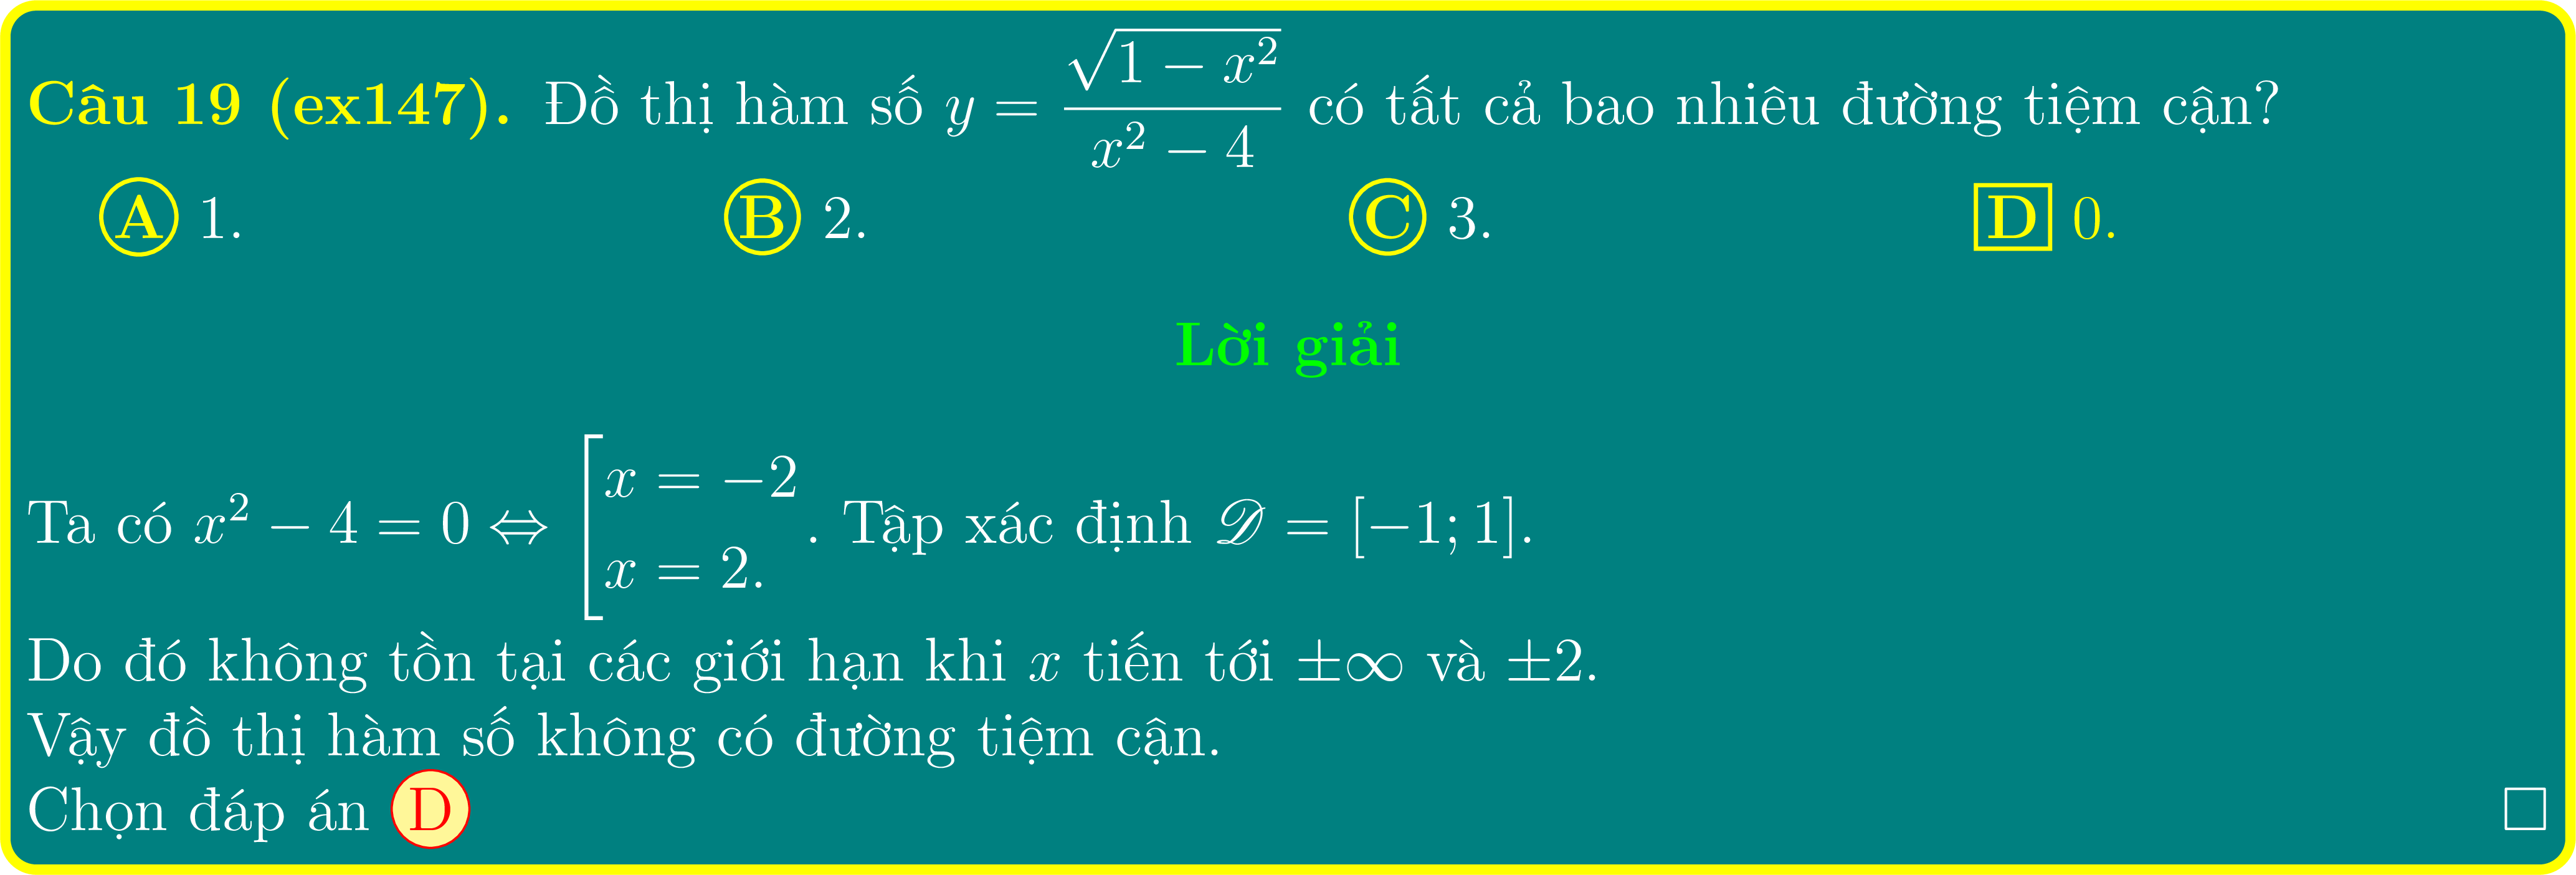 Câu 19 (ex147). Đồ thị hàm số $y = \dfrac{\sqrt{1 - x^2}}{x^2 - 4}$ có tất cả bao nhiêu đường tiệm cận?
Ⓐ 1. Ⓑ 2. Ⓒ 3. D 0.
Lời giải
Ta có $x^2 - 4 = 0 \Leftrightarrow \left[\begin{array}{l} x = -2 \\ x = 2. \end{array}\right.$. Tập xác định $\mathscr{D} = [-1; 1]$.
Do đó không tồn tại các giới hạn khi $x$ tiến tới $\pm\infty$ và $\pm 2$.
Vậy đồ thị hàm số không có đường tiệm cận.
Chọn đáp án Ⓓ □